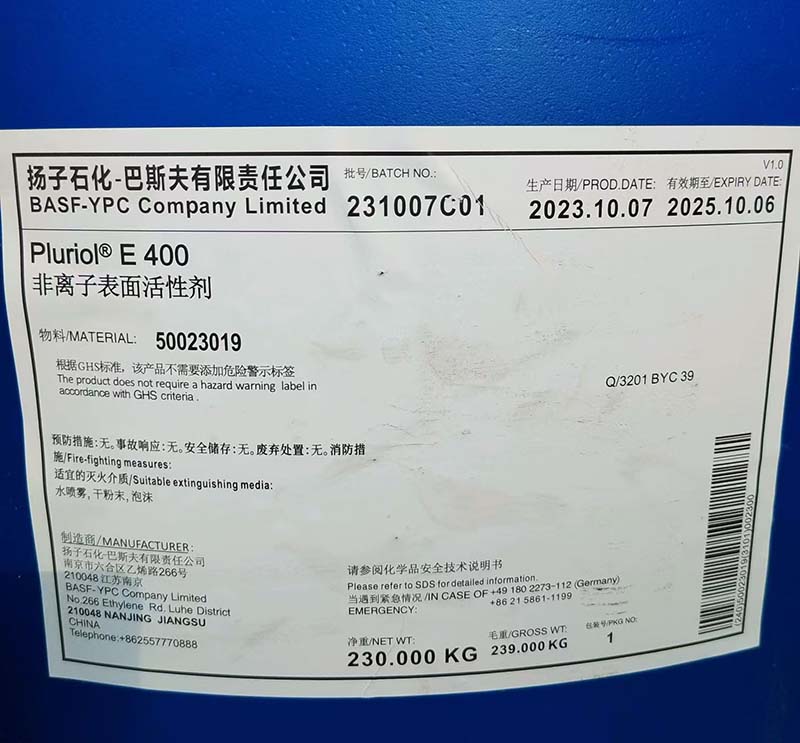 扬子石化-巴斯夫有限责任公司
BASF-YPC Company Limited
批号/BATCH NO.:
231007C01
生产日期/PROD.DATE:
2023.10.07
有效期至/EXPIRY DATE:
2025.10.06
V1.0
Pluriol® E 400
非离子表面活性剂
物料/MATERIAL: 50023019
根据GHS标准，该产品不需要添加危险警示标签
The product does not require a hazard warning label in
accordance with GHS criteria .
Q/3201 BYC 39
预防措施:无。事故响应:无。安全储存:无。废弃处置:无。消防措
施/Fire-fighting measures:
适宜的灭火介质/Suitable extinguishing media:
水喷雾, 干粉末, 泡沫
制造商/MANUFACTURER:
扬子石化-巴斯夫有限责任公司
南京市六合区乙烯路266号
210048 江苏南京
BASF-YPC Company Limited
No.266 Ethylene Rd. Luhe District
210048 NANJING JIANGSU
CHINA
Telephone:+862557770888
请参阅化学品安全技术说明书
Please refer to SDS for detailed information.
当遇到紧急情况/IN CASE OF +49 180 2273-112 (Germany)
EMERGENCY: +86 21 5861-1199
净重/NET WT:
230.000 KG
毛重/GROSS WT:
239.000 KG
包装号/PKG NO:
1
(240)50023019(3101)002300